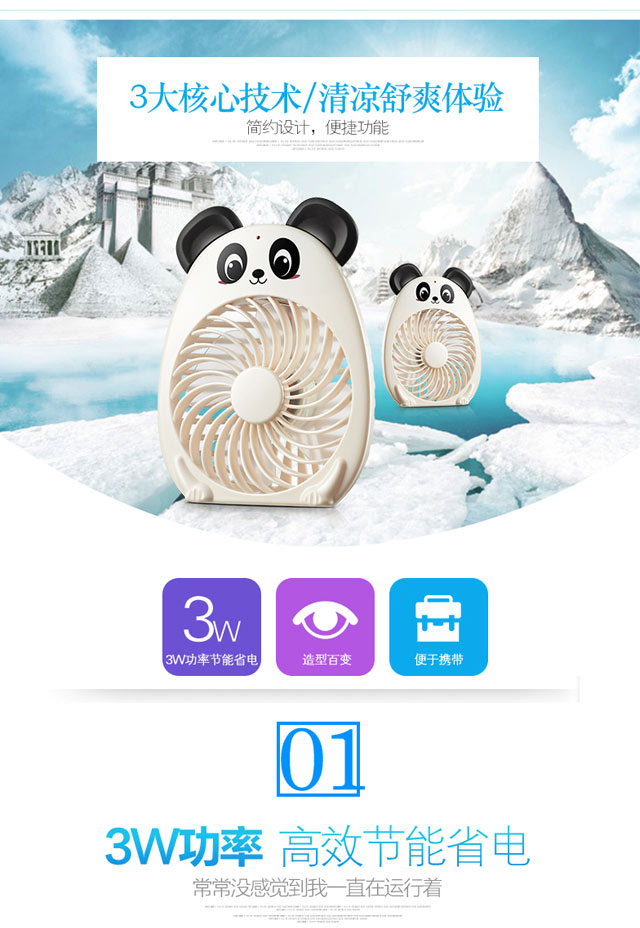 3大核心技术/清凉舒爽体验
简约设计，便捷功能
3W
3W功率节能省电
造型百变
便于携带
01
3W功率 高效节能省电
常常没感觉到我一直在运行着